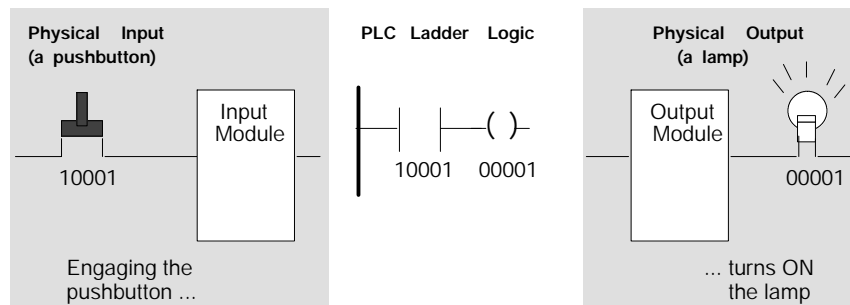 Physical Input
(a pushbutton)
10001
Input
Module
Engaging the
pushbutton ...
PLC Ladder Logic
( )
10001 00001
Physical Output
(a lamp)
Output
Module
00001
... turns ON
the lamp